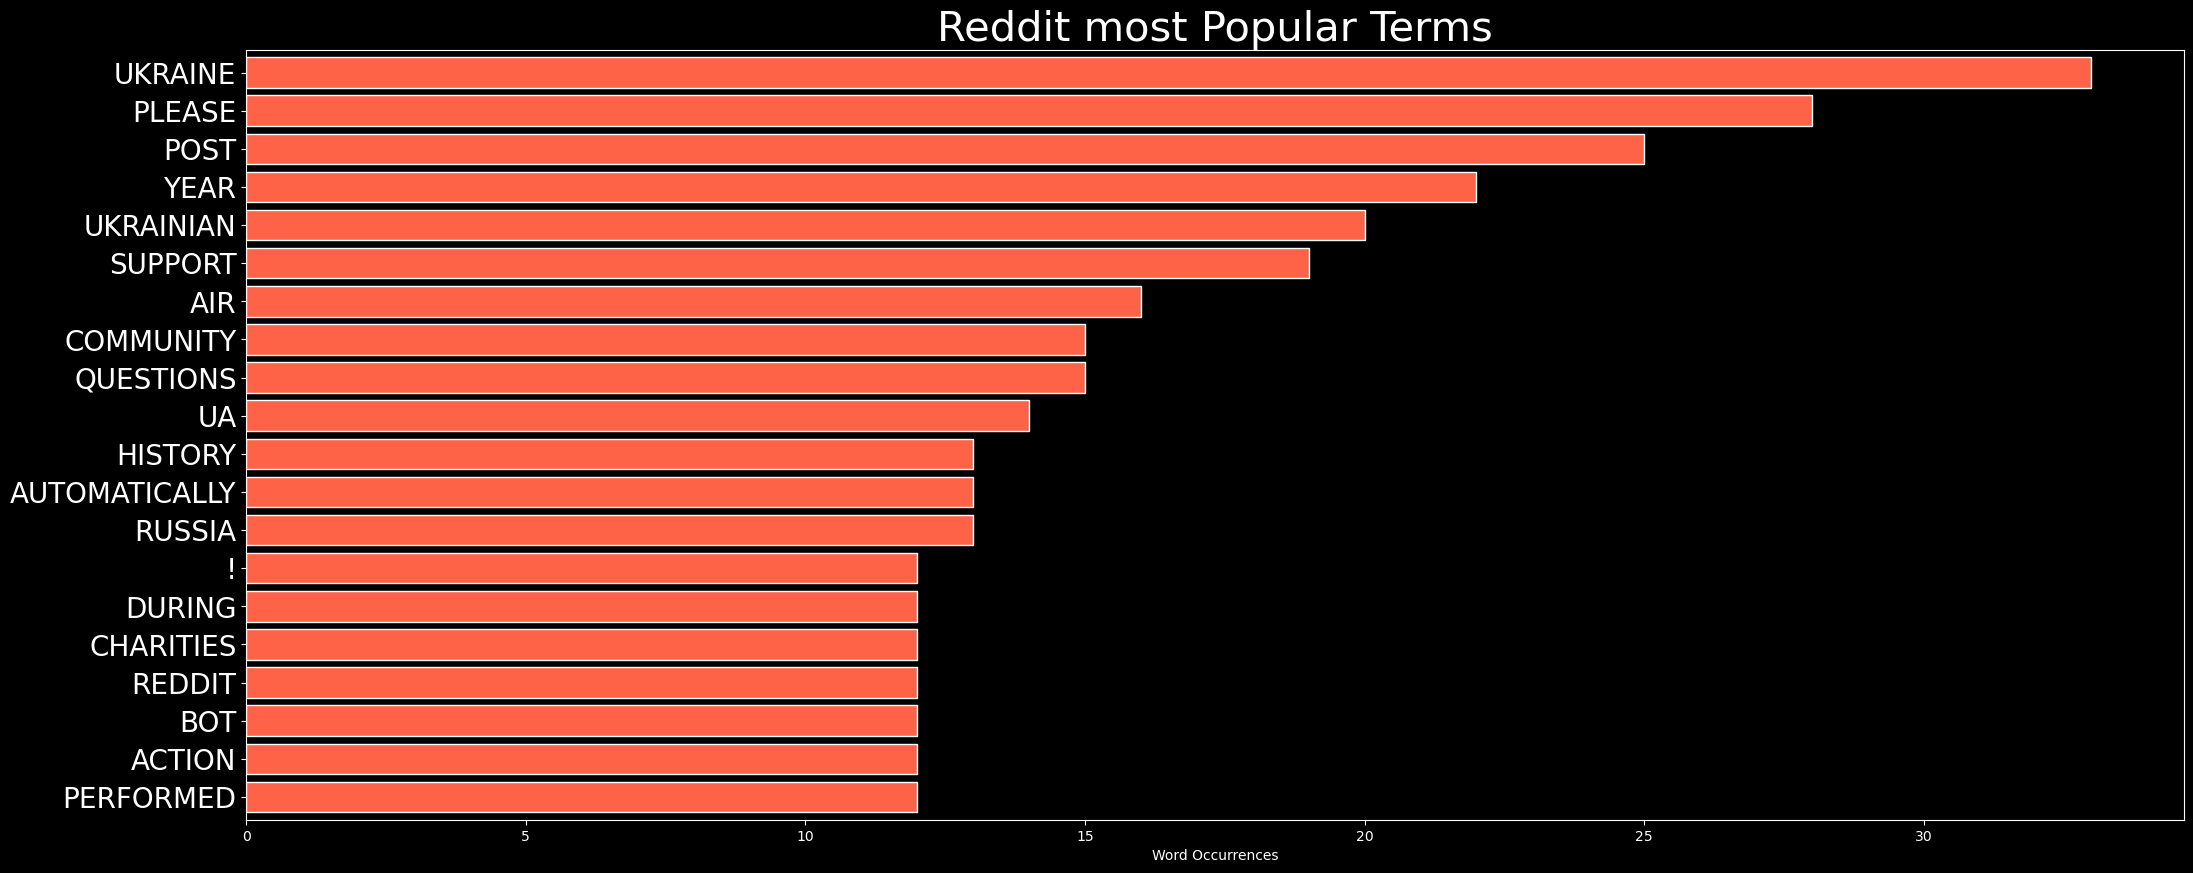 Reddit most Popular Terms
UKRAINE
PLEASE
POST
YEAR
UKRAINIAN
SUPPORT
AIR
COMMUNITY
QUESTIONS
UA
HISTORY
AUTOMATICALLY
RUSSIA
!
DURING
CHARITIES
REDDIT
BOT
ACTION
PERFORMED
0 5 10 15 20 25 30
Word Occurrences